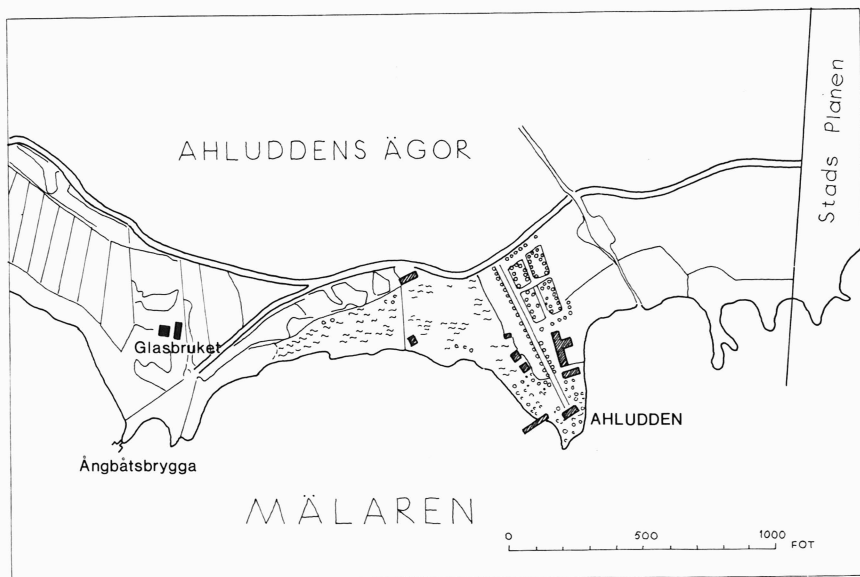 Stads Planen
AHLUDDENS ÄGOR
Glasbruket
AHLUDDEN
Ångbåtsbrygga
MÄLAREN
0 500 1000
FOT